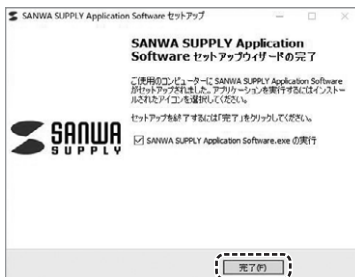 SANWA SUPPLY Application Software セットアップ
SANWA SUPPLY Application
Software セットアップウィザードの完了
ご使用のコンピューターに SANWA SUPPLY Application Software
がセットアップされました。アプリケーションを実行するにはインストー
ルされたアイコンを選択してください。
セットアップを終了するには「完了」をクリックしてください。
SANWA
SUPPLY
SANWA SUPPLY Application Software.exe の実行
完了(F)